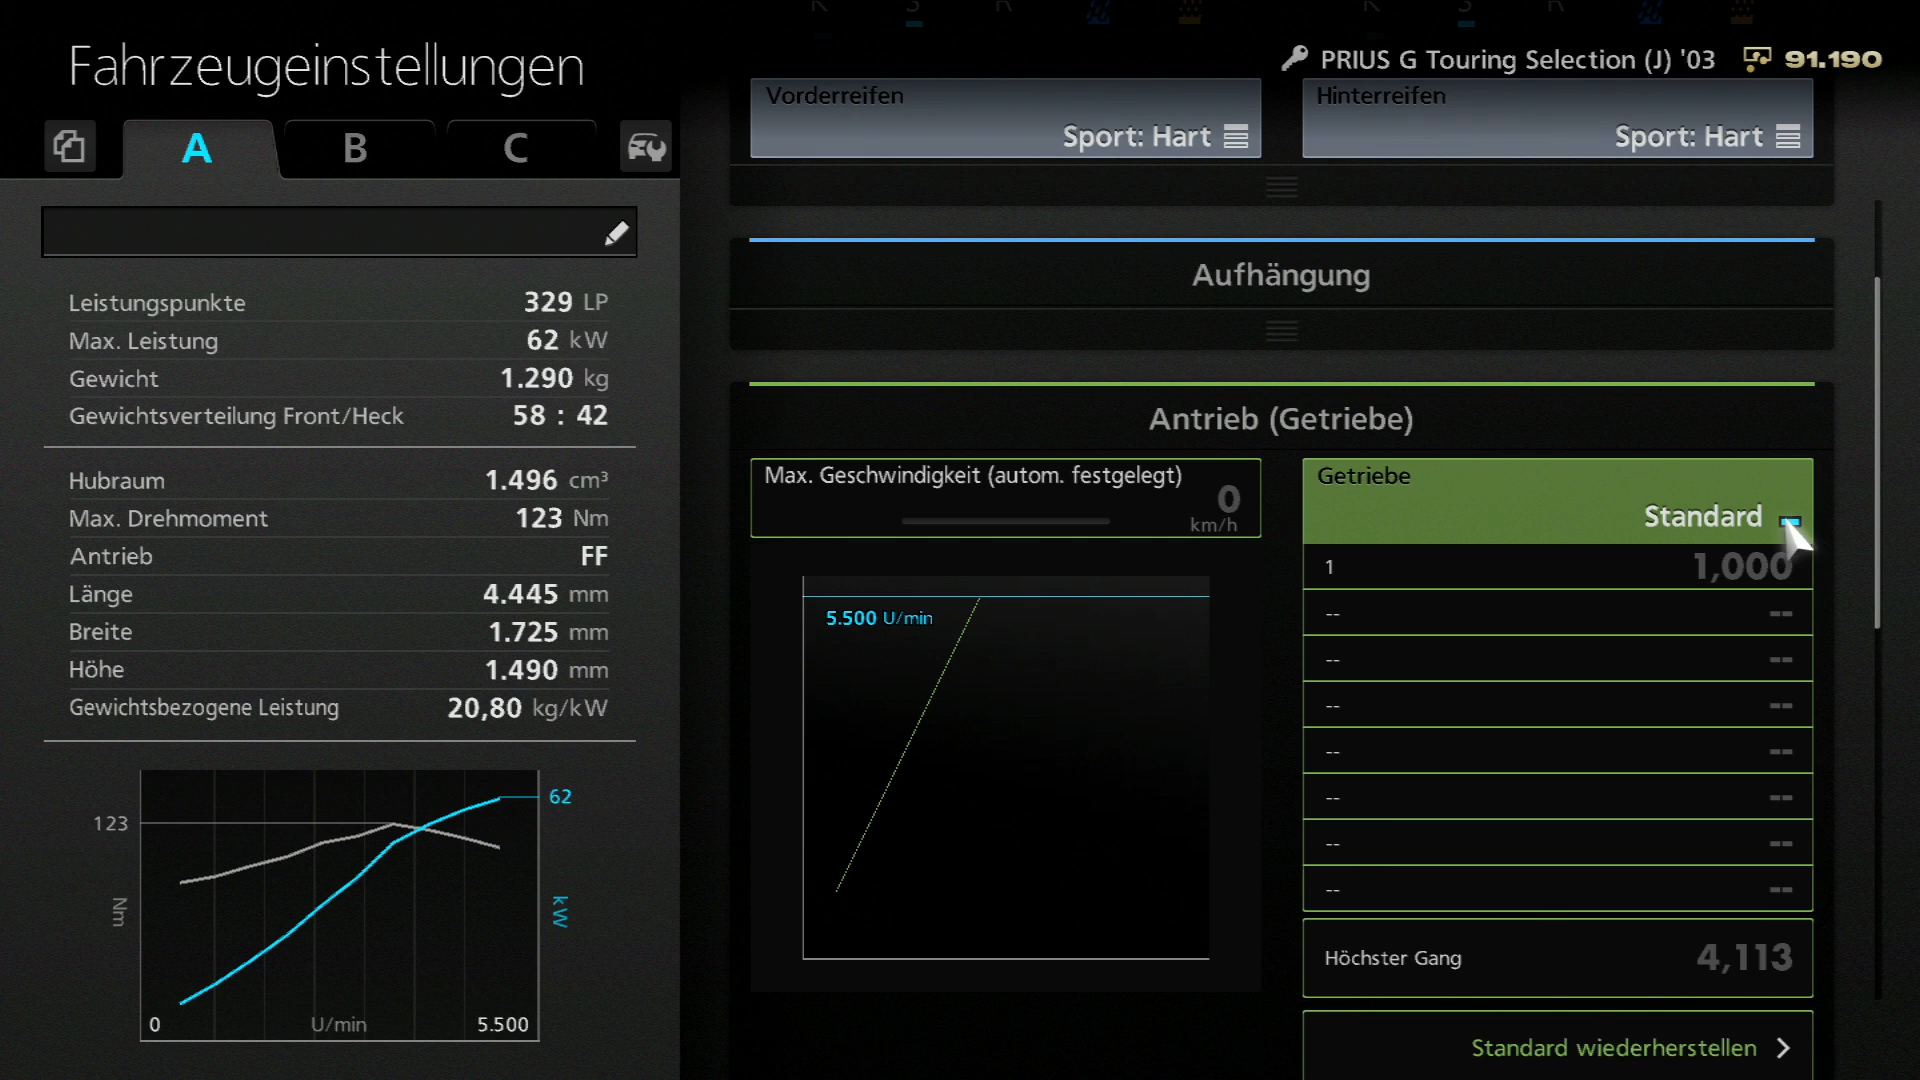 Fahrzeugeinstellungen
PRIUS G Touring Selection (J) '03
91.190
A
B
C
Vorderreifen
Sport: Hart
Hinterreifen
Sport: Hart
Leistungspunkte 329 LP
Max. Leistung 62 kW
Gewicht 1.290 kg
Gewichtsverteilung Front/Heck 58 : 42
Hubraum 1.496 cm³
Max. Drehmoment 123 Nm
Antrieb FF
Länge 4.445 mm
Breite 1.725 mm
Höhe 1.490 mm
Gewichtsbezogene Leistung 20,80 kg/kW
123
62
Nm
kW
0 U/min 5.500
Aufhängung
Antrieb (Getriebe)
Max. Geschwindigkeit (autom. festgelegt)
0
km/h
5.500 U/min
Getriebe
Standard
1 1,000
-- --
-- --
-- --
-- --
-- --
-- --
-- --
Höchster Gang 4,113
Standard wiederherstellen